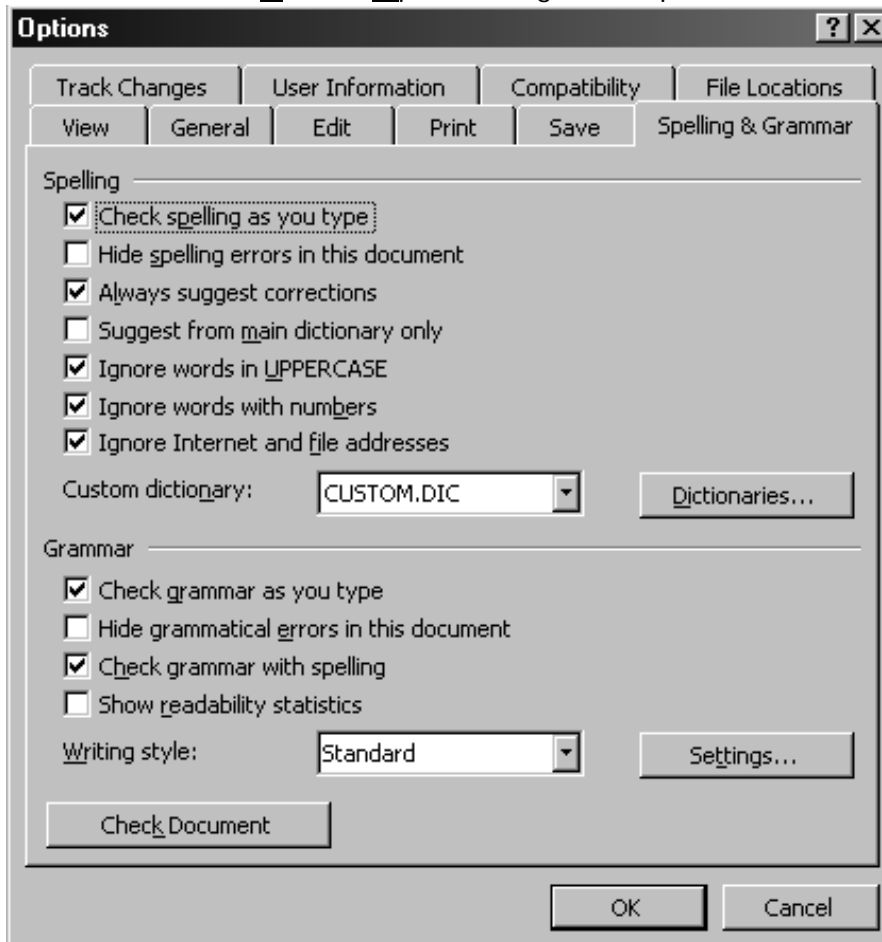 Options
Track Changes User Information Compatibility File Locations
View General Edit Print Save Spelling & Grammar
Spelling
Check spelling as you type
Hide spelling errors in this document
Always suggest corrections
Suggest from main dictionary only
Ignore words in UPPERCASE
Ignore words with numbers
Ignore Internet and file addresses
Custom dictionary: CUSTOM.DIC Dictionaries...
Grammar
Check grammar as you type
Hide grammatical errors in this document
Check grammar with spelling
Show readability statistics
Writing style: Standard Settings...
Check Document
OK Cancel